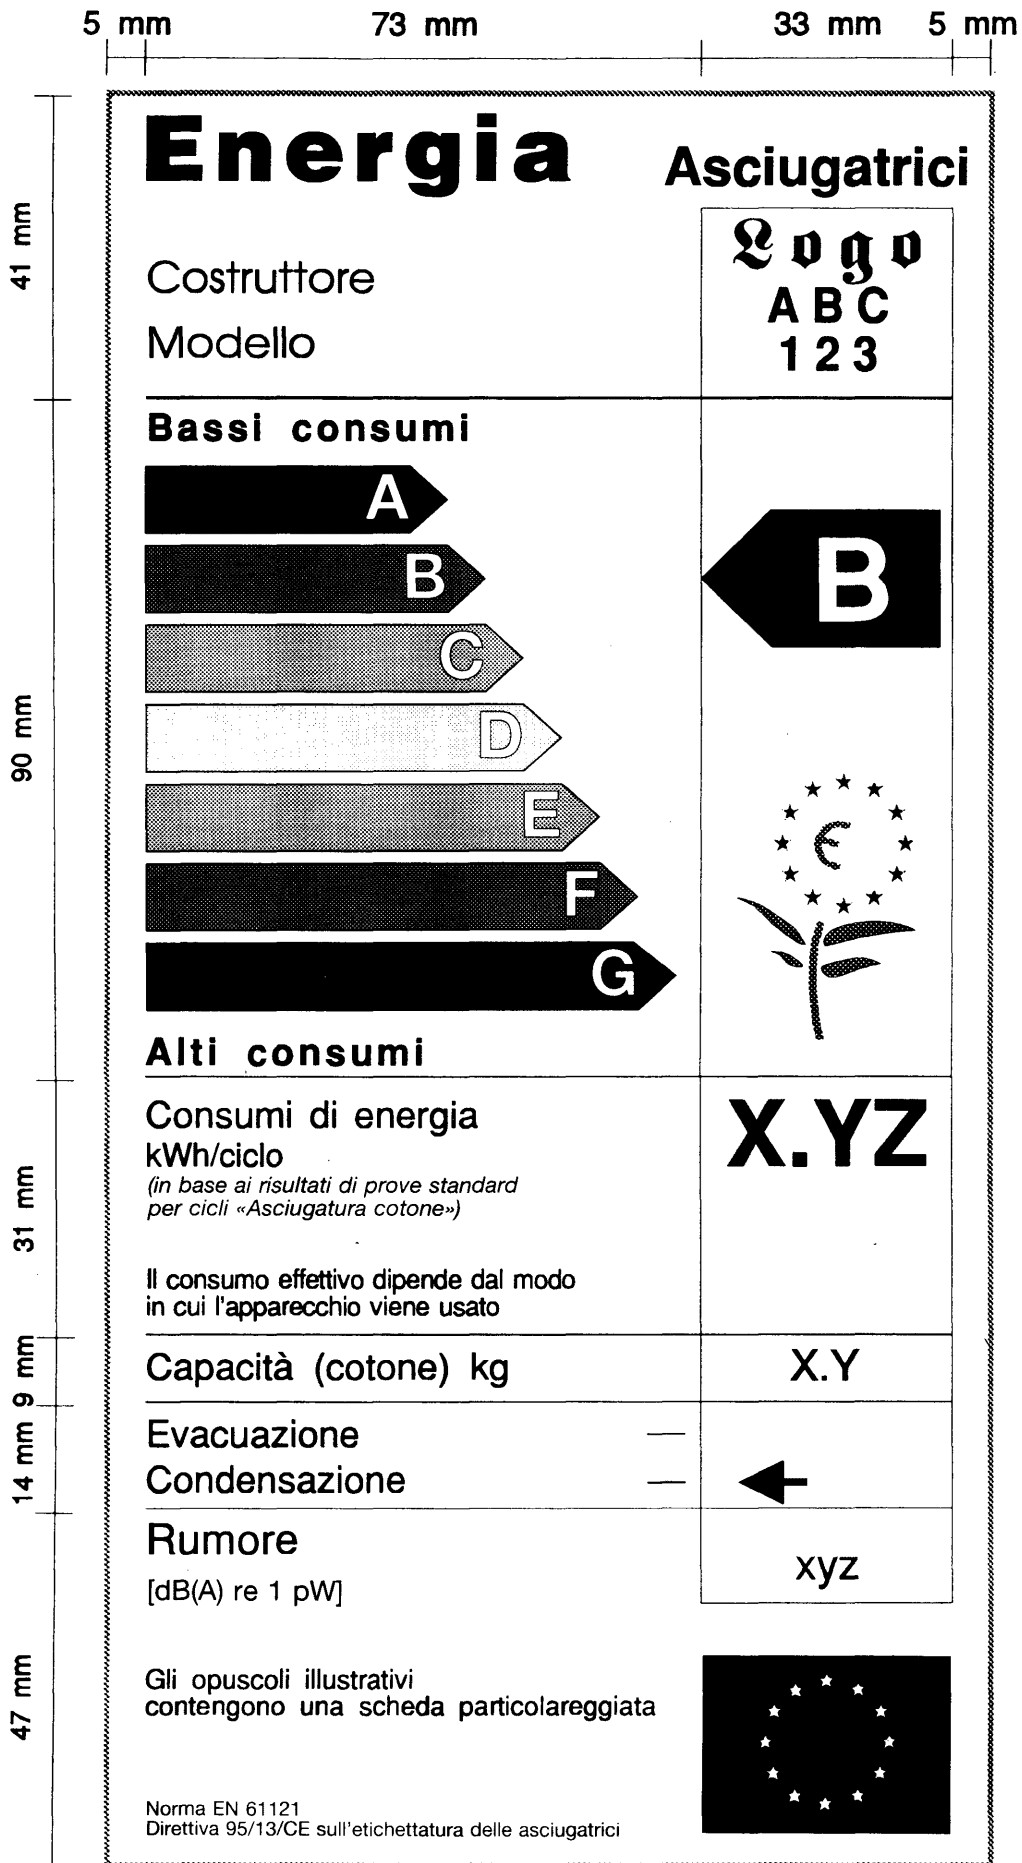 5 mm 73 mm 33 mm 5 mm
Energia
Asciugatrici
41 mm
Logo
ABC
123
Costruttore
Modello
Bassi consumi
A
B
B
C
90 mm
D
E
F
G
Alti consumi
Consumi di energia
X.YZ
kWh/ciclo
(in base ai risultati di prove standard
per cicli «Asciugatura cotone»)
31 mm
Il consumo effettivo dipende dal modo
in cui l'apparecchio viene usato
9 mm
Capacità (cotone) kg
X.Y
14 mm
Evacuazione —
Condensazione —
Rumore
[dB(A) re 1 pW]
xyz
47 mm
Gli opuscoli illustrativi
contengono una scheda particolareggiata
Norma EN 61121
Direttiva 95/13/CE sull'etichettatura delle asciugatrici